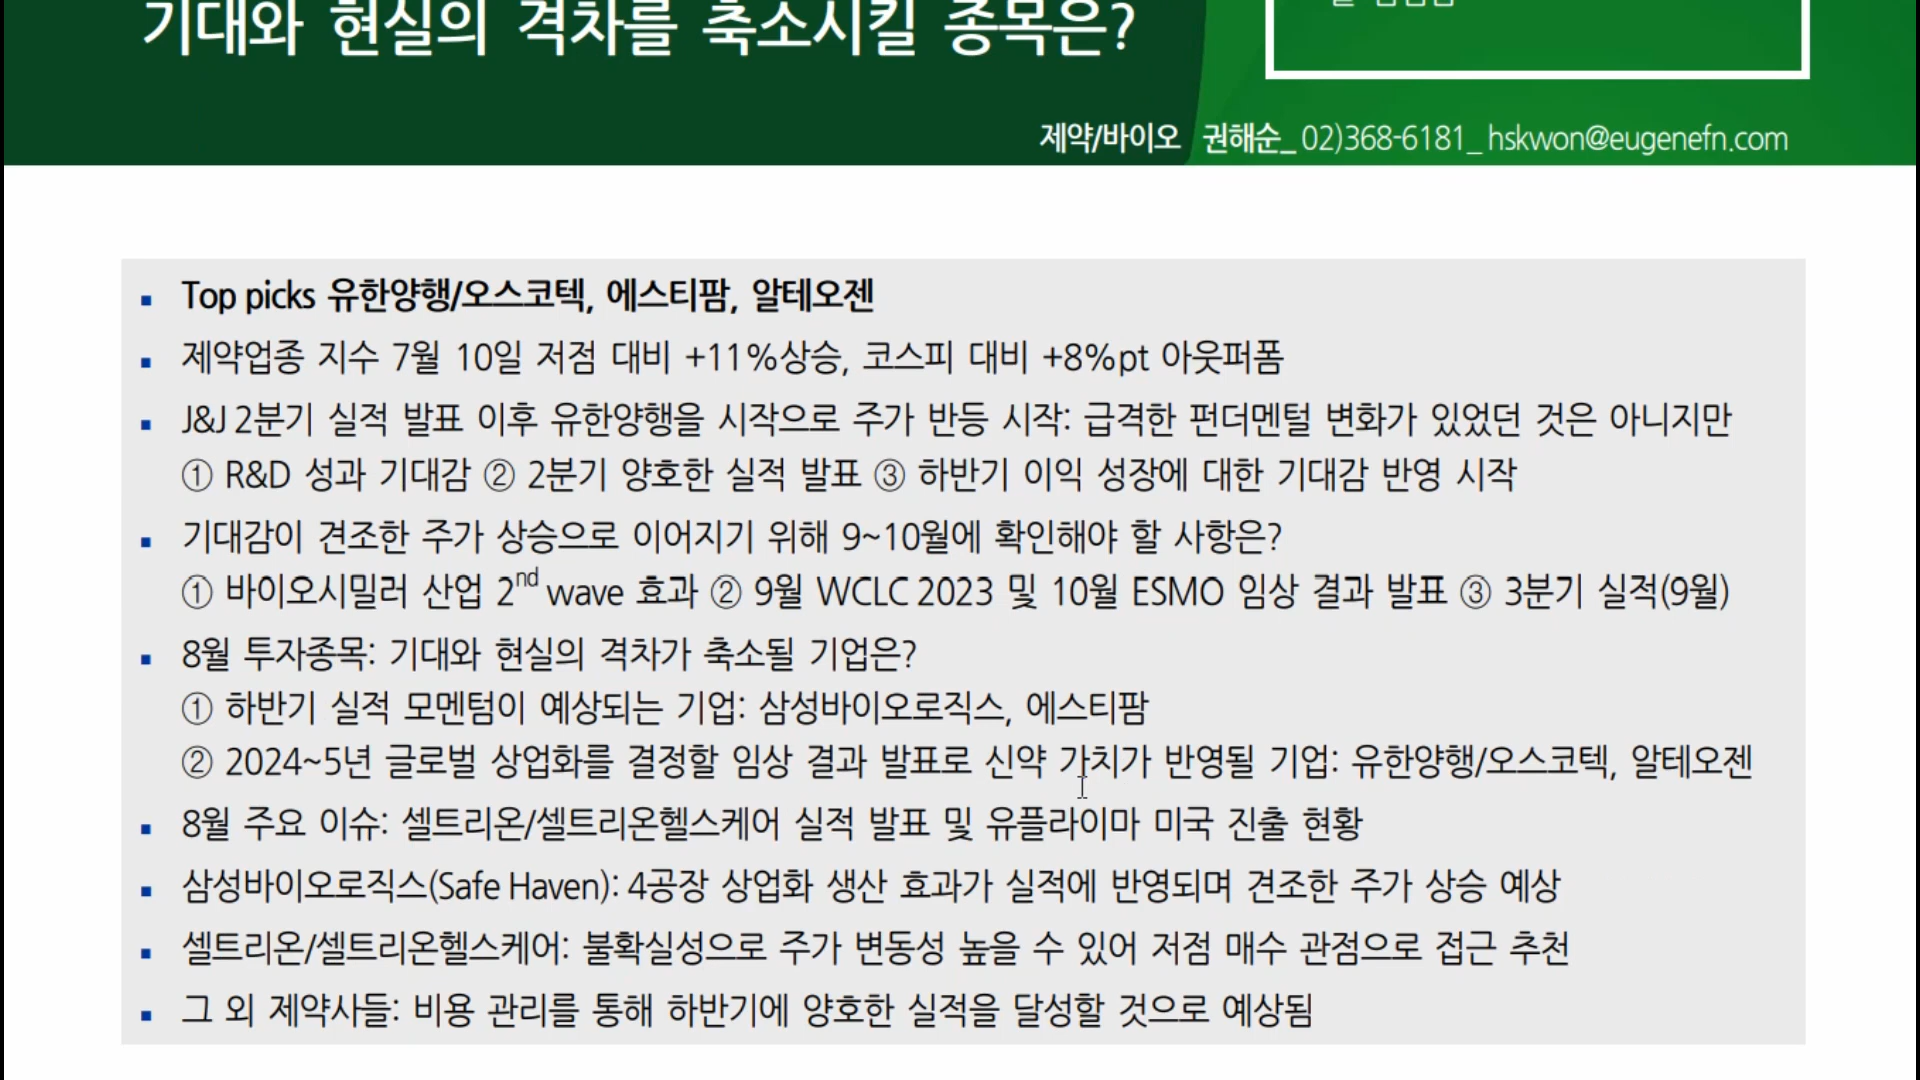 기대와 현실의 격차를 축소시킬 종목은?
제약/바이오 권해순_ 02)368-6181_ hskwon@eugenefn.com
▪ Top picks 유한양행/오스코텍, 에스티팜, 알테오젠
▪ 제약업종 지수 7월 10일 저점 대비 +11%상승, 코스피 대비 +8%pt 아웃퍼폼
▪ J&J 2분기 실적 발표 이후 유한양행을 시작으로 주가 반등 시작: 급격한 펀더멘털 변화가 있었던 것은 아니지만
① R&D 성과 기대감 ② 2분기 양호한 실적 발표 ③ 하반기 이익 성장에 대한 기대감 반영 시작
▪ 기대감이 견조한 주가 상승으로 이어지기 위해 9~10월에 확인해야 할 사항은?
① 바이오시밀러 산업 2nd wave 효과 ② 9월 WCLC 2023 및 10월 ESMO 임상 결과 발표 ③ 3분기 실적(9월)
▪ 8월 투자종목: 기대와 현실의 격차가 축소될 기업은?
① 하반기 실적 모멘텀이 예상되는 기업: 삼성바이오로직스, 에스티팜
② 2024~5년 글로벌 상업화를 결정할 임상 결과 발표로 신약 가치가 반영될 기업: 유한양행/오스코텍, 알테오젠
▪ 8월 주요 이슈: 셀트리온/셀트리온헬스케어 실적 발표 및 유플라이마 미국 진출 현황
▪ 삼성바이오로직스(Safe Haven): 4공장 상업화 생산 효과가 실적에 반영되며 견조한 주가 상승 예상
▪ 셀트리온/셀트리온헬스케어: 불확실성으로 주가 변동성 높을 수 있어 저점 매수 관점으로 접근 추천
▪ 그 외 제약사들: 비용 관리를 통해 하반기에 양호한 실적을 달성할 것으로 예상됨